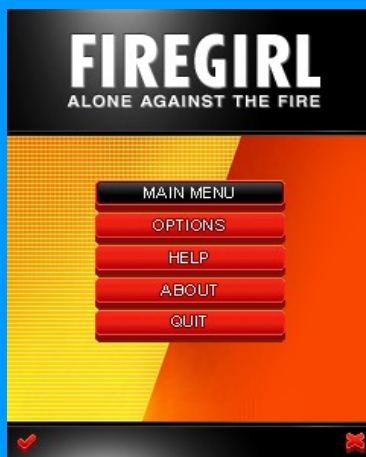 FIREGIRL
ALONE AGAINST THE FIRE
MAIN MENU
OPTIONS
HELP
ABOUT
QUIT